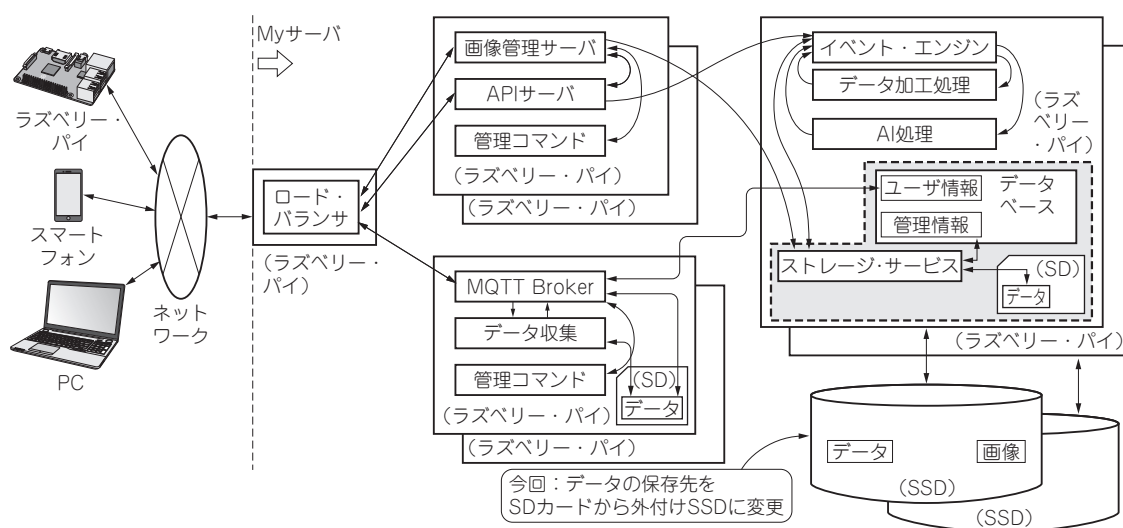 Myサーバ
ラズベリー・
パイ
スマート
フォン
PC
ネット
ワーク
ロード・
バランサ
(ラズベリー・
パイ)
画像管理サーバ
APIサーバ
管理コマンド
(ラズベリー・パイ)
(ラズベリー・パイ)
MQTT Broker
データ収集
管理コマンド
(SD)
データ
(ラズベリー・パイ)
(ラズベリー・パイ)
イベント・エンジン
データ加工処理
AI処理
(ラズ
ベリー
・パイ)
ユーザ情報
データ
ベース
管理情報
ストレージ・サービス
(SD)
データ
(ラズベリー・パイ)
データ
画像
(SSD)
(SSD)
今回:データの保存先を
SDカードから外付けSSDに変更